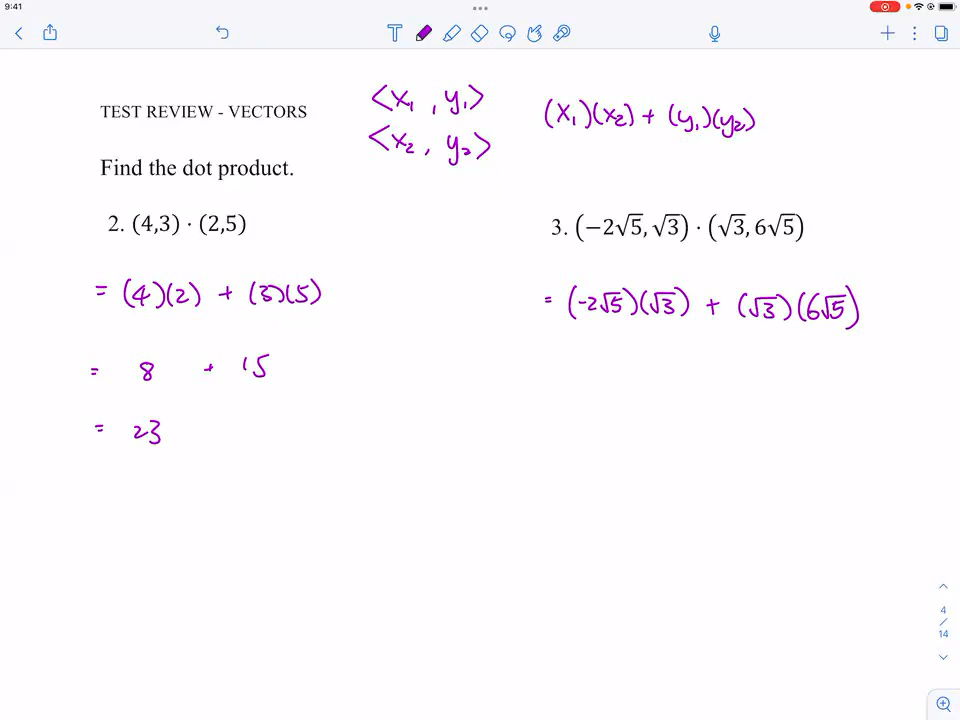 9:41
TEST REVIEW - VECTORS
<x₁, y₁>
<x₂, y₂>
(x₁)(x₂) + (y₁)(y₂)
Find the dot product.
2. (4,3) · (2,5)
= (4)(2) + (3)(5)
= 8 + 15
= 23
3. (−2√5, √3) · (√3, 6√5)
= (-2√5)(√3) + (√3)(6√5)
4
/
14